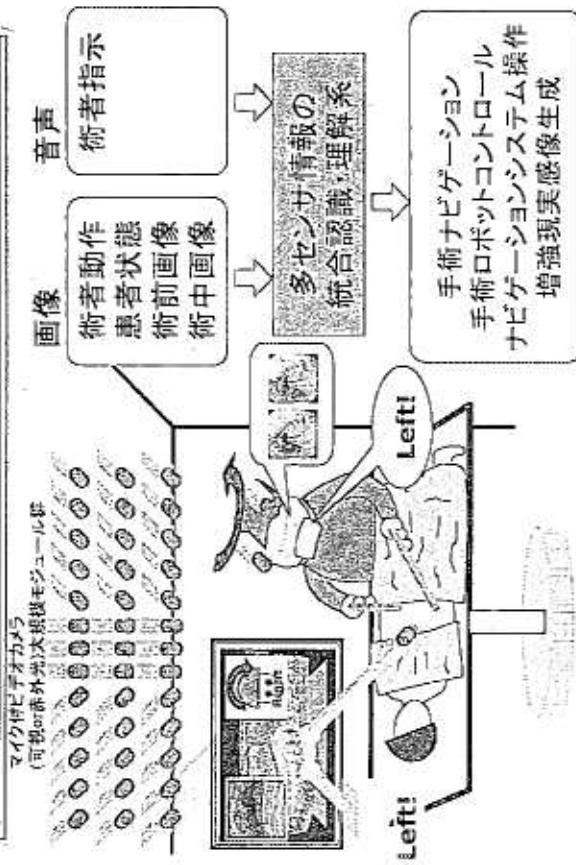 マイク付ビデオカメラ
(可視or赤外光)大規模モジュール群
画像
術者動作
患者状態
術前画像
術中画像
音声
術者指示
多センサ情報の
統合認識・理解系
手術ナビゲーション
手術ロボットコントロール
ナビゲーションシステム操作
増強現実感像生成
Left!
Left!